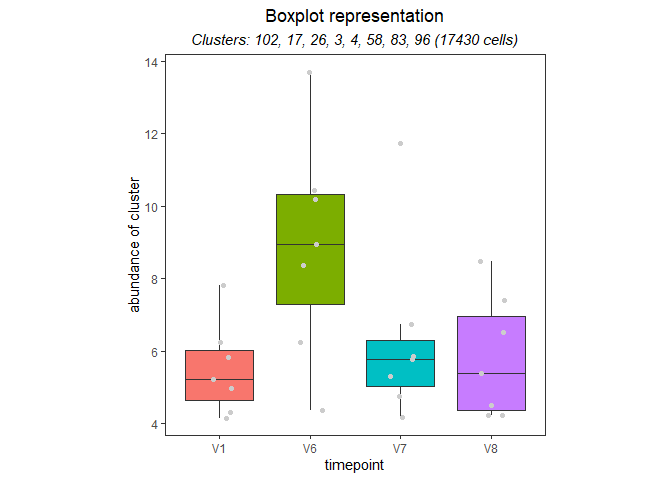 Boxplot representation
Clusters: 102, 17, 26, 3, 4, 58, 83, 96 (17430 cells)
14
12
10
8
6
4
abundance of cluster
V1 V6 V7 V8
timepoint